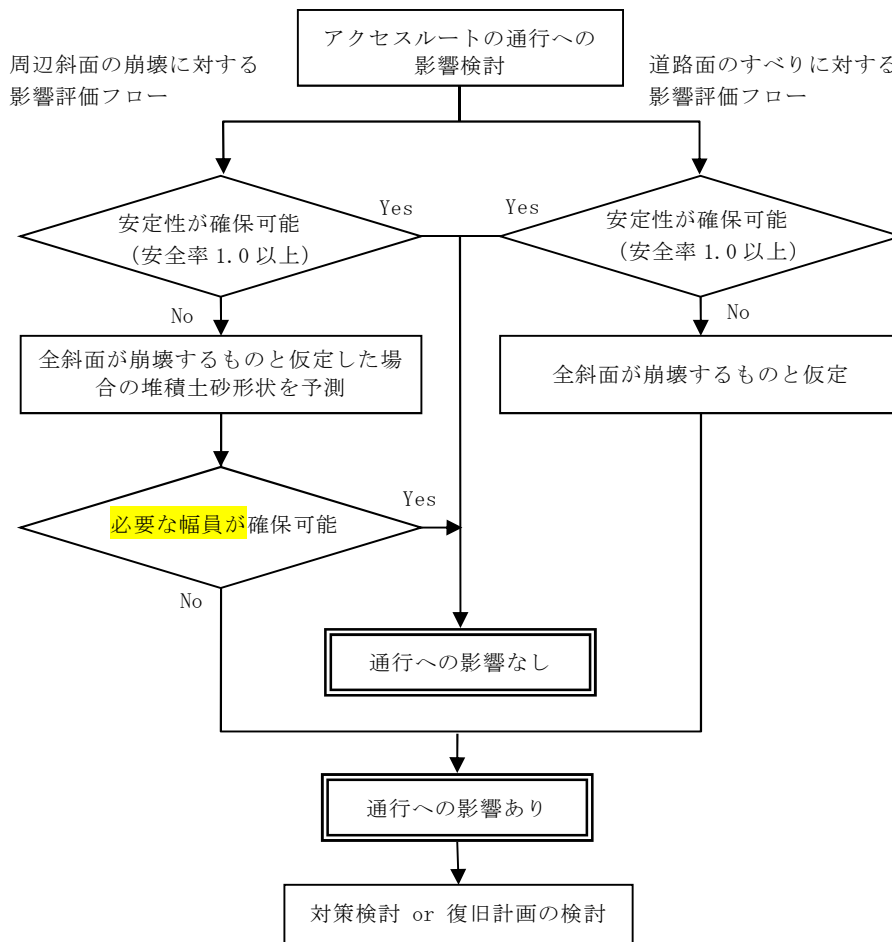 アクセスルートの通行への
影響検討
周辺斜面の崩壊に対する
影響評価フロー
道路面のすべりに対する
影響評価フロー
安定性が確保可能
(安全率1.0以上)
Yes
Yes
安定性が確保可能
(安全率1.0以上)
No
No
全斜面が崩壊するものと仮定した場
合の堆積土砂形状を予測
全斜面が崩壊するものと仮定
必要な幅員が確保可能
Yes
No
通行への影響なし
通行への影響あり
対策検討 or 復旧計画の検討